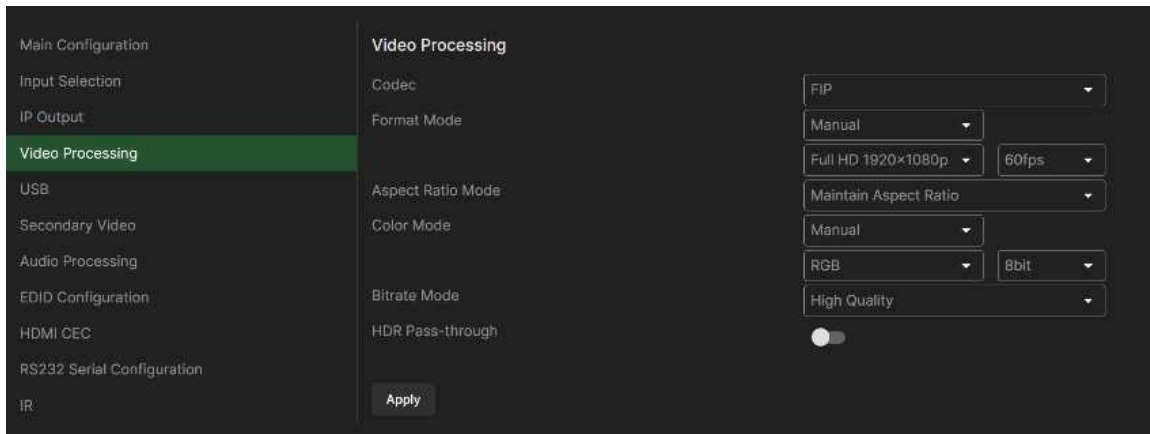 Main Configuration
Input Selection
IP Output
Video Processing
USB
Secondary Video
Audio Processing
EDID Configuration
HDMI CEC
RS232 Serial Configuration
IR
Video Processing
Codec
FIP
Format Mode
Manual
Full HD 1920×1080p 60fps
Aspect Ratio Mode
Maintain Aspect Ratio
Color Mode
Manual
RGB 8bit
Bitrate Mode
High Quality
HDR Pass-through
Apply